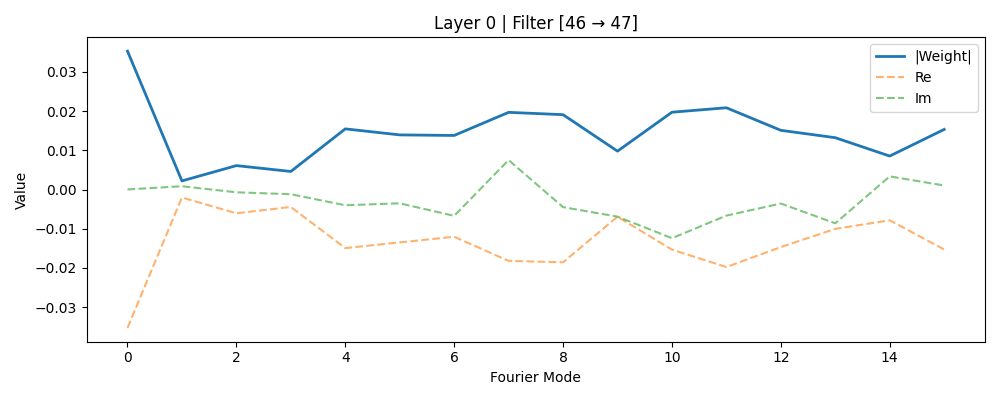 Layer 0 | Filter [46 → 47]
|Weight|
Re
Im
0.03
0.02
0.01
0.00
−0.01
−0.02
−0.03
Value
0 2 4 6 8 10 12 14
Fourier Mode